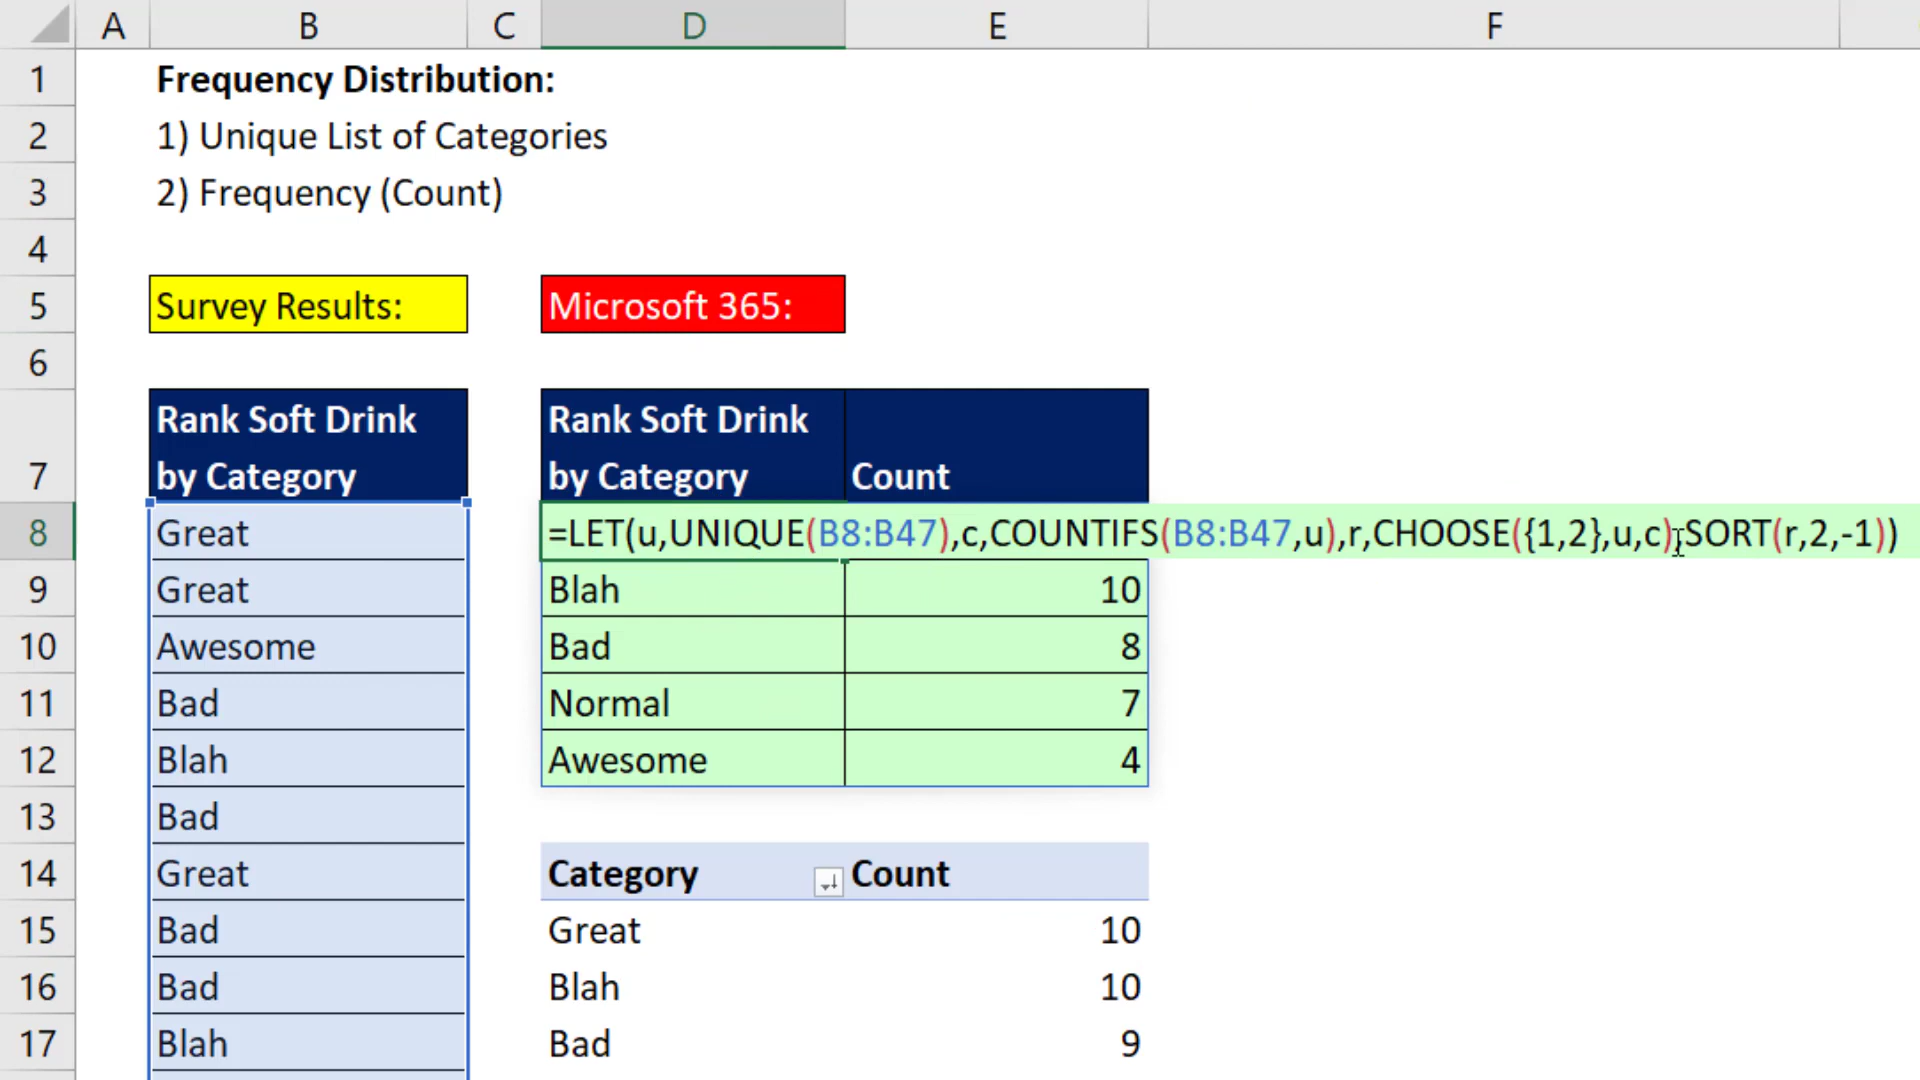 A B C D E F
1 Frequency Distribution:
2 1) Unique List of Categories
3 2) Frequency (Count)
4
5 Survey Results: Microsoft 365:
6
Rank Soft Drink Rank Soft Drink
7 by Category by Category Count
8 Great =LET(u,UNIQUE(B8:B47),c,COUNTIFS(B8:B47,u),r,CHOOSE({1,2},u,c),SORT(r,2,-1))
9 Great Blah 10
10 Awesome Bad 8
11 Bad Normal 7
12 Blah Awesome 4
13 Bad
14 Great Category Count
15 Bad Great 10
16 Bad Blah 10
17 Blah Bad 9